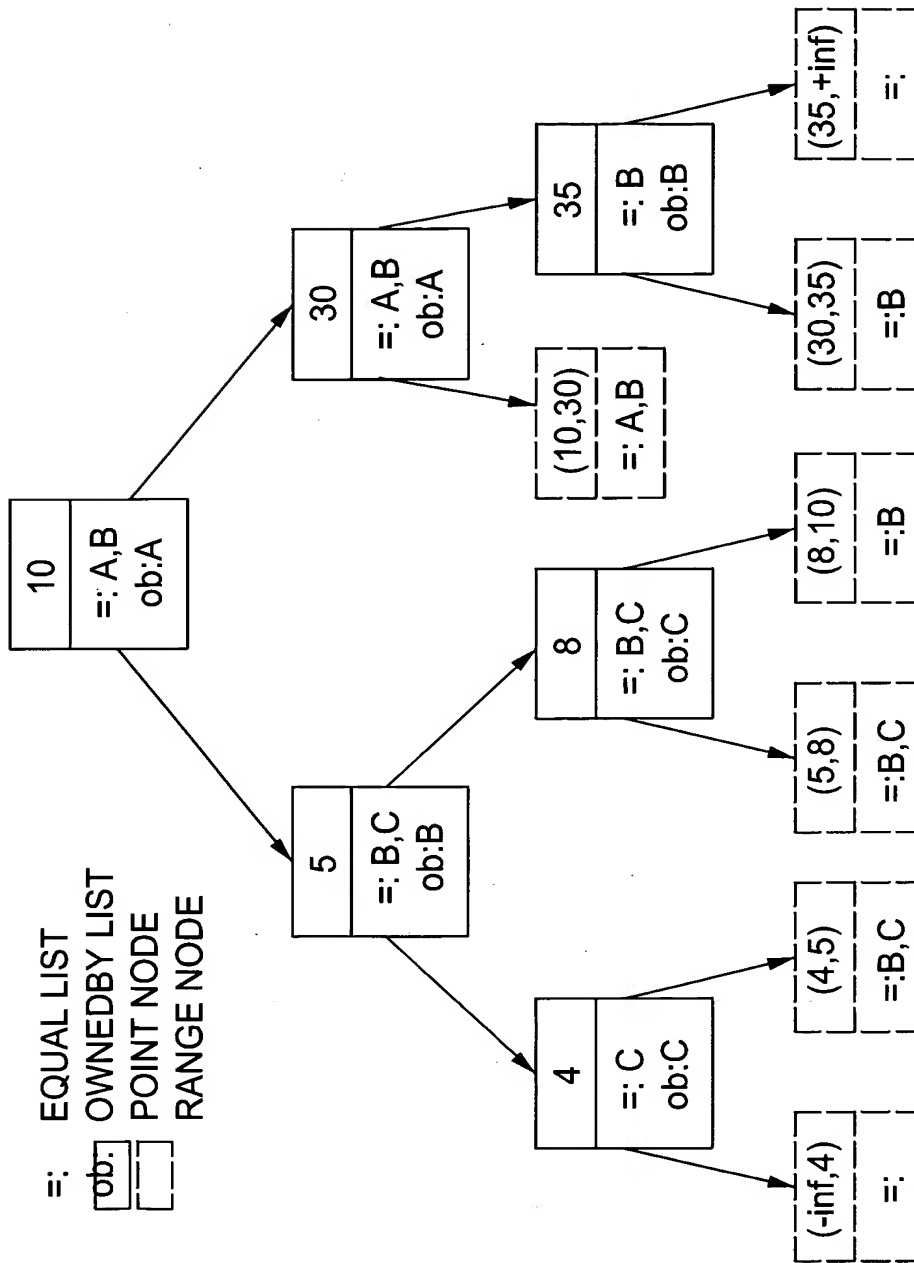 =: EQUAL LIST
ob: OWNEDBY LIST
POINT NODE
RANGE NODE
10
=: A,B
ob:A
5
=: B,C
ob:B
30
=: A,B
ob:A
4
=: C
ob:C
8
=: B,C
ob:C
(10,30)
=: A,B
35
=: B
ob:B
(-inf,4)
=:
(4,5)
=:B,C
(5,8)
=:B,C
(8,10)
=:B
(30,35)
=:B
(35,+inf)
=: